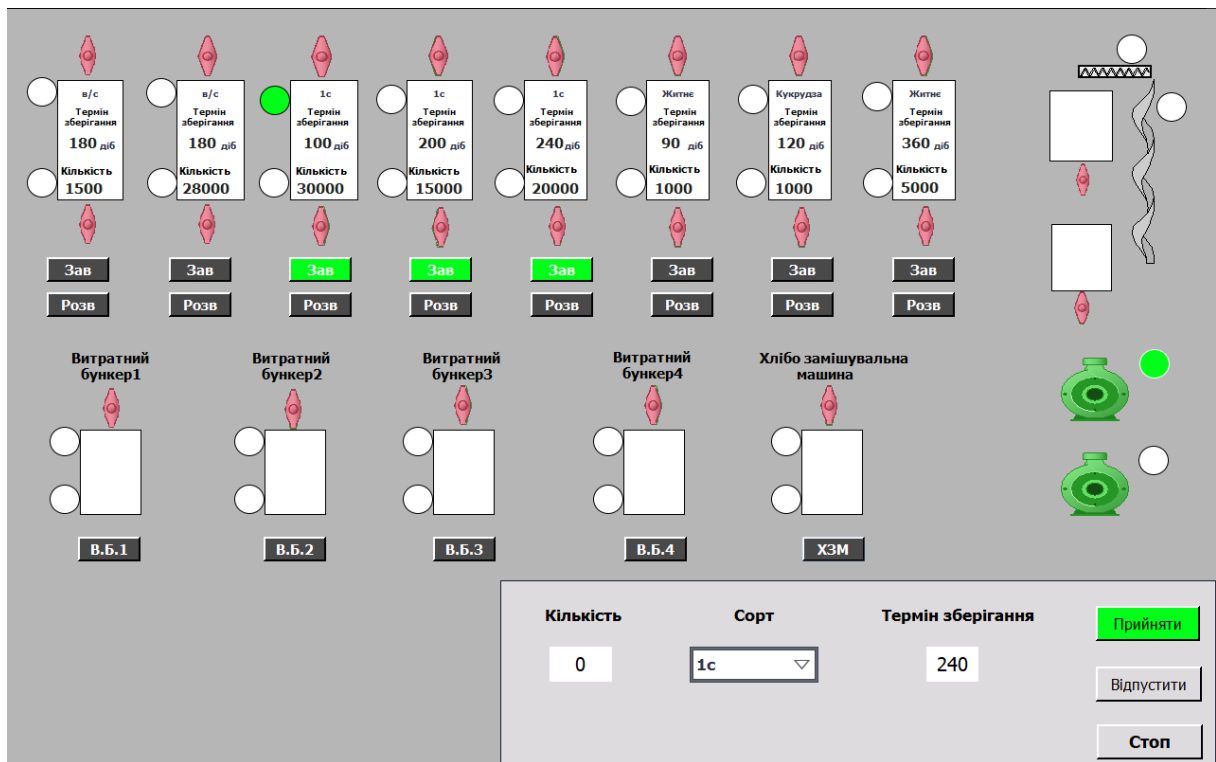 в/с
Термін
зберігання
180 діб
Кількість
1500
в/с
Термін
зберігання
180 діб
Кількість
28000
1с
Термін
зберігання
100 діб
Кількість
30000
1с
Термін
зберігання
200 діб
Кількість
15000
1с
Термін
зберігання
240 діб
Кількість
20000
Житнє
Термін
зберігання
90 діб
Кількість
1000
Кукрудза
Термін
зберігання
120 діб
Кількість
1000
Житнє
Термін
зберігання
360 діб
Кількість
5000
Зав Зав Зав Зав Зав Зав Зав Зав
Розв Розв Розв Розв Розв Розв Розв Розв
Витратний
бункер1
Витратний
бункер2
Витратний
бункер3
Витратний
бункер4
Хлібо замішувальна
машина
В.Б.1 В.Б.2 В.Б.3 В.Б.4 ХЗМ
Кількість Сорт Термін зберігання
0 1с 240
Прийняти
Відпустити
Стоп